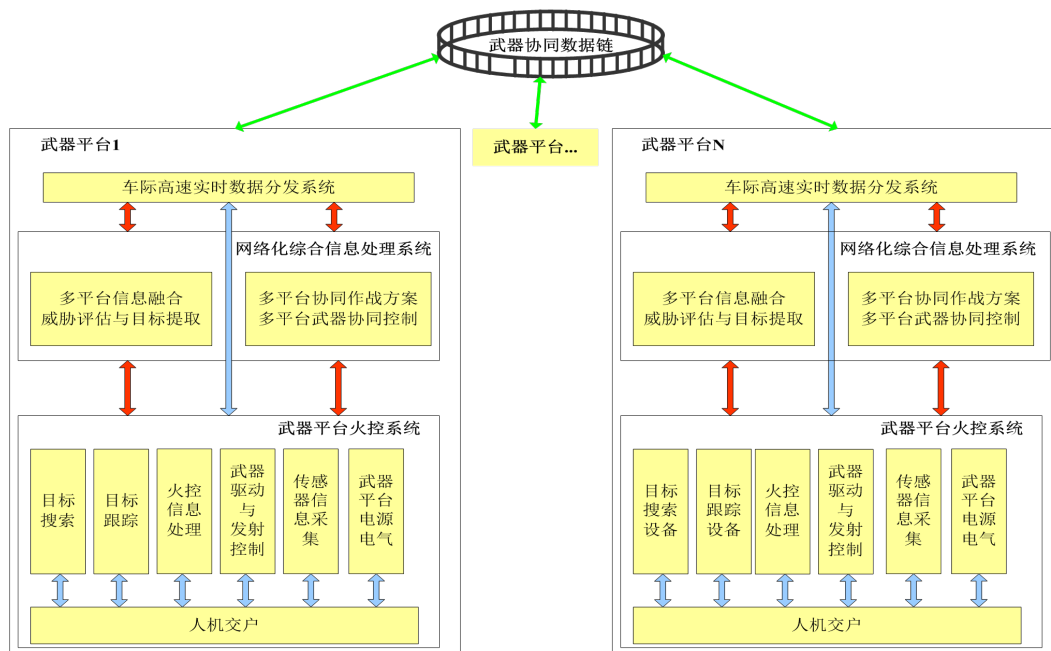 武器协同数据链
武器平台1
武器平台...
武器平台N
车际高速实时数据分发系统
网络化综合信息处理系统
多平台信息融合
威胁评估与目标提取
多平台协同作战方案
多平台武器协同控制
武器平台火控系统
目标
搜索
目标
跟踪
火控
信息
处理
武器
驱动
与
发射
控制
传感
器信
息采
集
武器
平台
电源
电气
人机交户
车际高速实时数据分发系统
网络化综合信息处理系统
多平台信息融合
威胁评估与目标提取
多平台协同作战方案
多平台武器协同控制
武器平台火控系统
目标
搜索
设备
目标
跟踪
设备
火控
信息
处理
武器
驱动
与
发射
控制
传感
器信
息采
集
武器
平台
电源
电气
人机交户